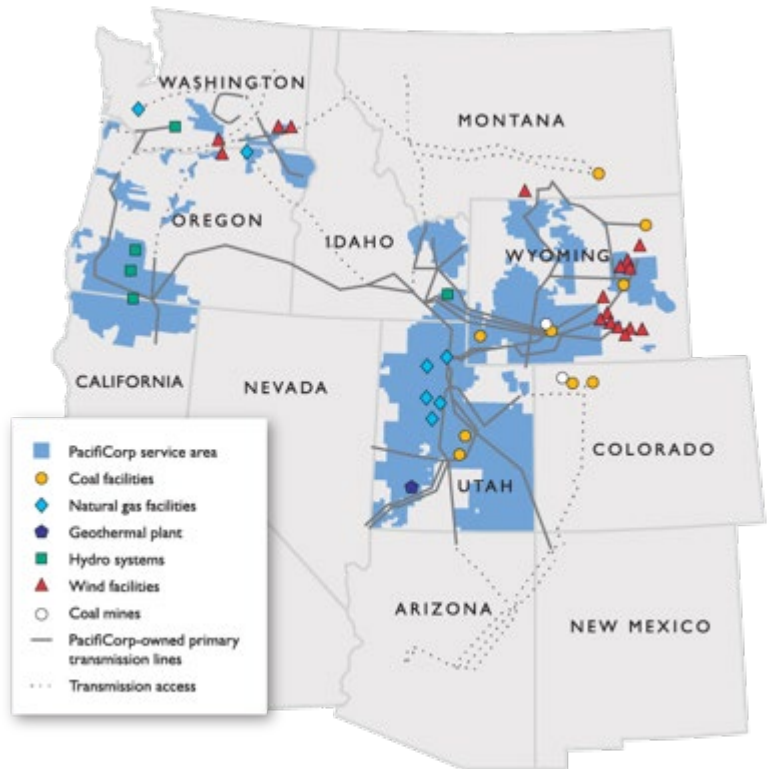 WASHINGTON
MONTANA
OREGON
IDAHO
WYOMING
CALIFORNIA
NEVADA
COLORADO
UTAH
PacifiCorp service area
Coal facilities
Natural gas facilities
Geothermal plant
Hydro systems
Wind facilities
Coal mines
PacifiCorp-owned primary
transmission lines
Transmission access
ARIZONA
NEW MEXICO